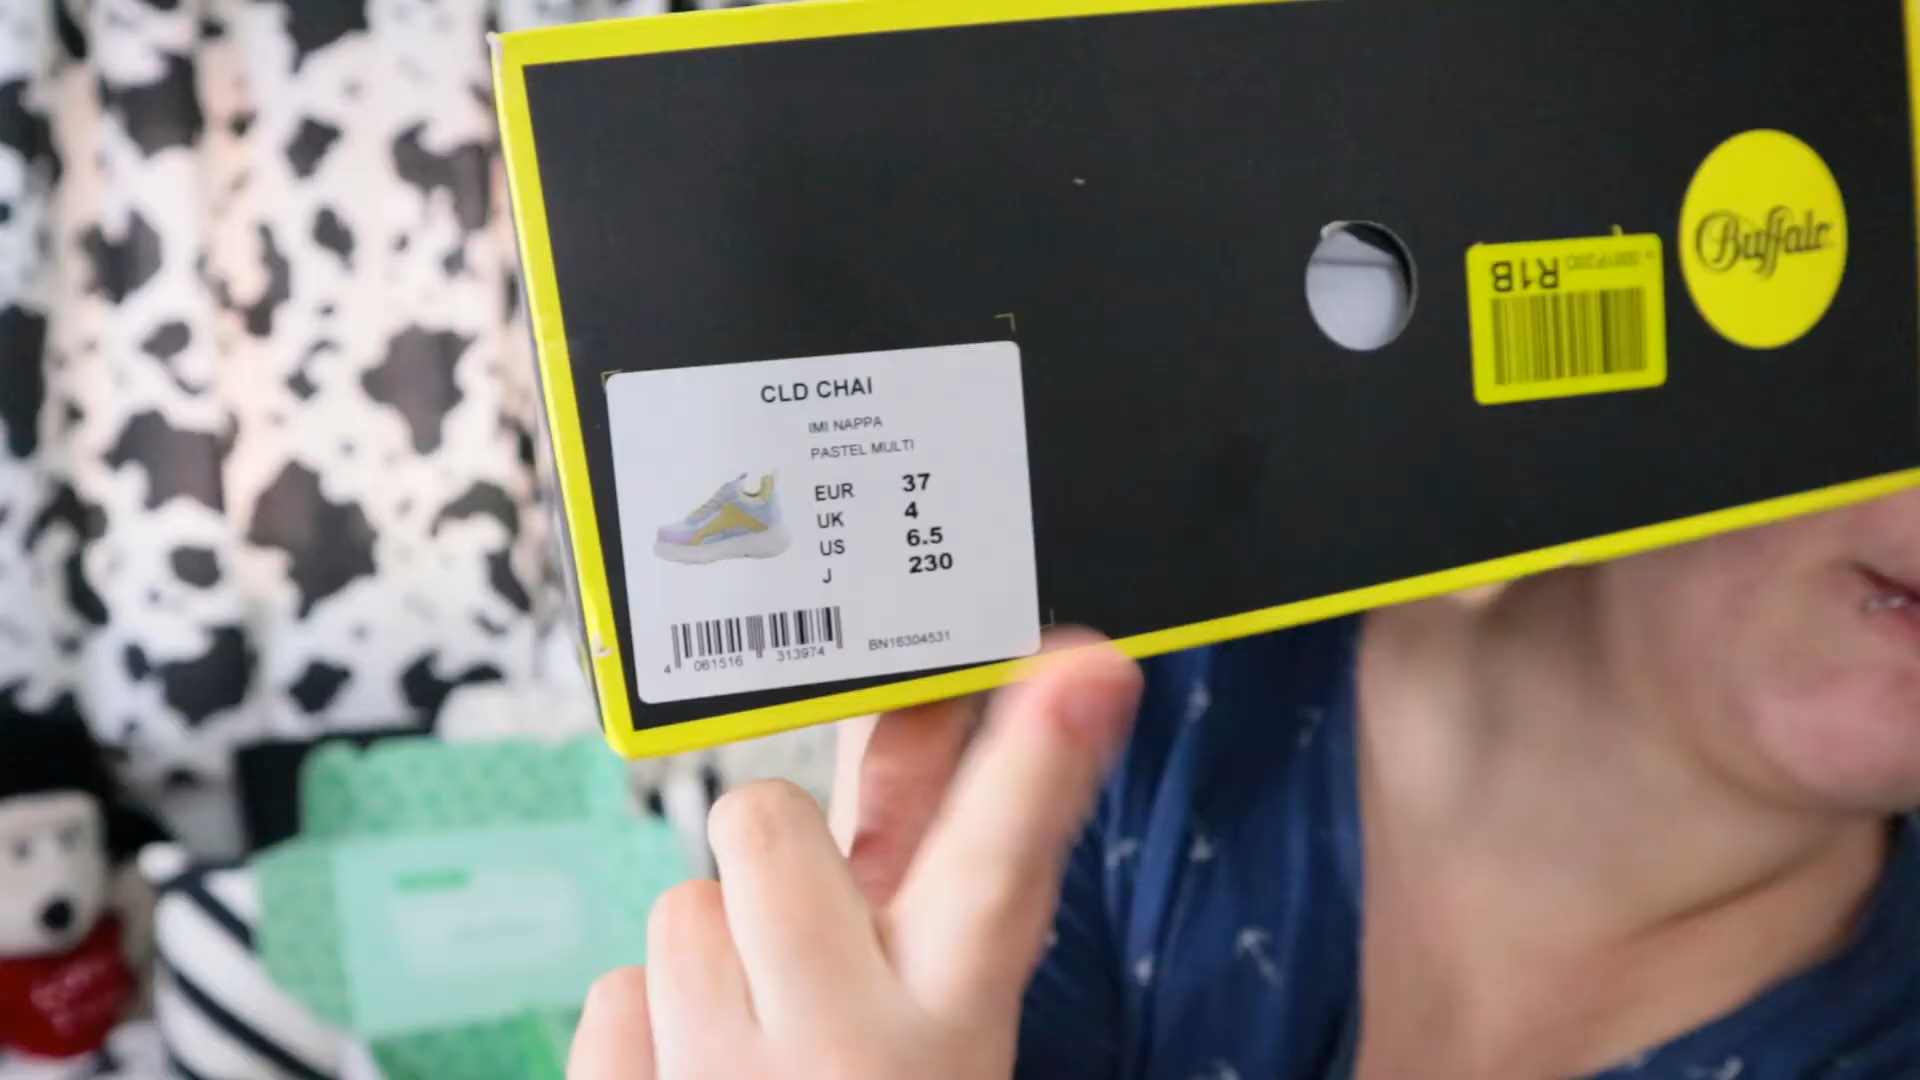 Buffalo
R1B
CLD CHAI
IMI NAPPA
PASTEL MULTI
EUR 37
UK 4
US 6.5
J 230
4 061516 313974
BN16304531